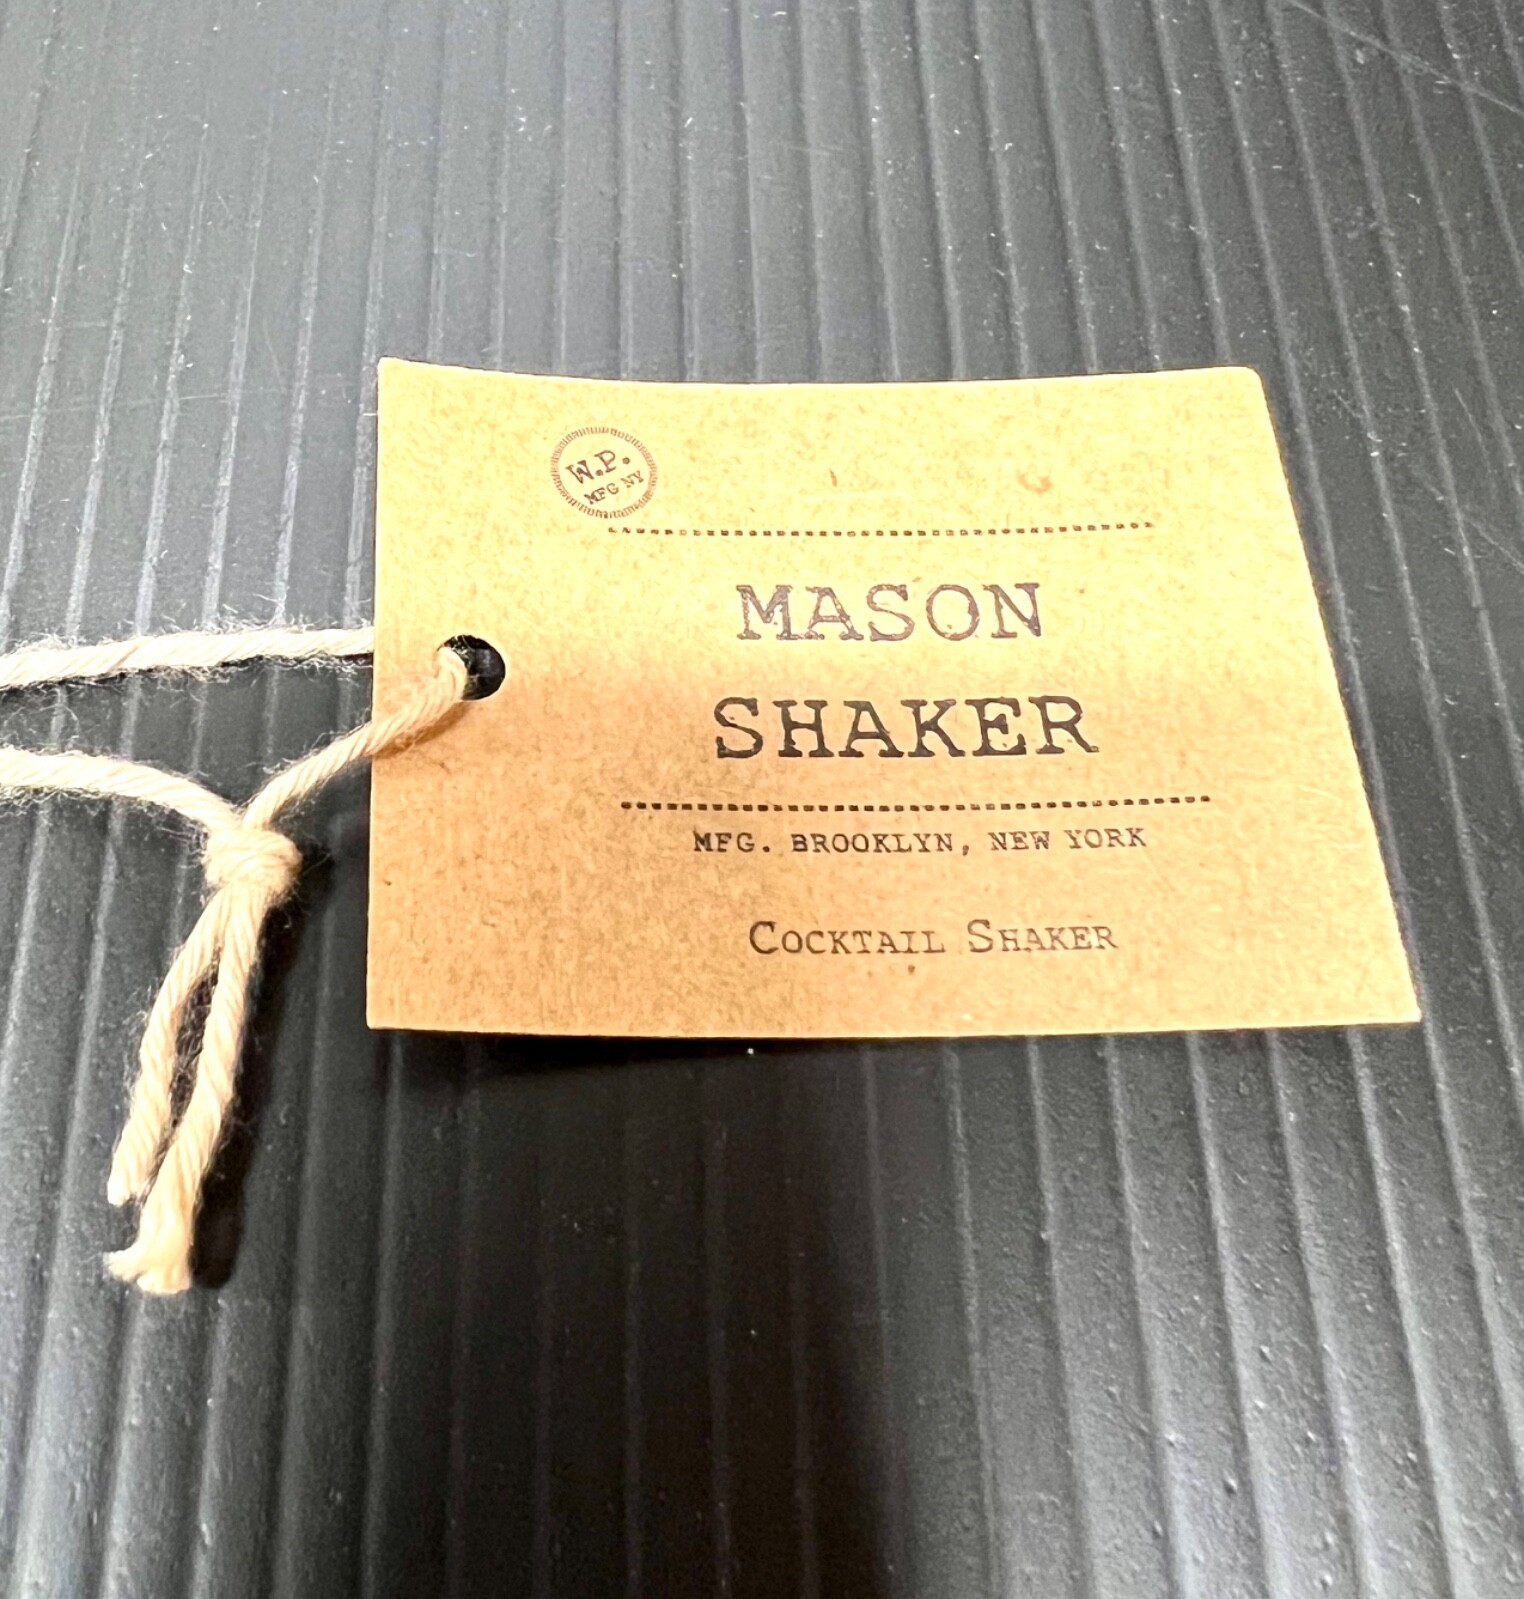 W.P.
MFG NY
MASON
SHAKER
MFG. BROOKLYN, NEW YORK
COCKTAIL SHAKER